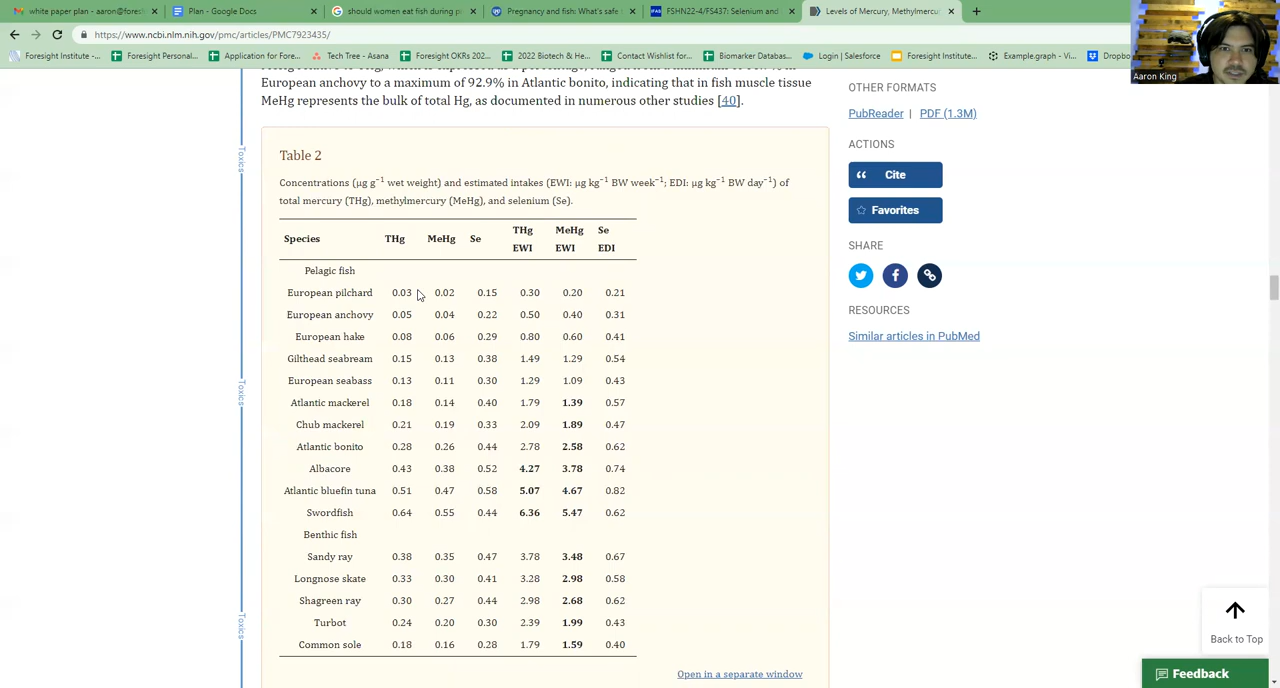 white paper plan - aaron@foresi
Plan - Google Docs
should women eat fish during p
Pregnancy and fish: What's safe
FSHN22-4/FS437: Selenium and
Levels of Mercury, Methylmercu
https://www.ncbi.nlm.nih.gov/pmc/articles/PMC7923435/
Foresight Institute -...
Foresight Personal...
Application for Fore...
Tech Tree - Asana
Foresight OKRs 202...
2022 Biotech & He...
Contact Wishlist for...
Biomarker Databas...
Login | Salesforce
Foresight Institute...
Example.graph - Vi...
Dropbo
Aaron King
European anchovy to a maximum of 92.9% in Atlantic bonito, indicating that in fish muscle tissue
MeHg represents the bulk of total Hg, as documented in numerous other studies [40].
Table 2
Concentrations (µg g⁻¹ wet weight) and estimated intakes (EWI: µg kg⁻¹ BW week⁻¹; EDI: µg kg⁻¹ BW day⁻¹) of
total mercury (THg), methylmercury (MeHg), and selenium (Se).
Species THg MeHg Se THg EWI MeHg EWI Se EDI
Pelagic fish
European pilchard 0.03 0.02 0.15 0.30 0.20 0.21
European anchovy 0.05 0.04 0.22 0.50 0.40 0.31
European hake 0.08 0.06 0.29 0.80 0.60 0.41
Gilthead seabream 0.15 0.13 0.38 1.49 1.29 0.54
European seabass 0.13 0.11 0.30 1.29 1.09 0.43
Atlantic mackerel 0.18 0.14 0.40 1.79 1.39 0.57
Chub mackerel 0.21 0.19 0.33 2.09 1.89 0.47
Atlantic bonito 0.28 0.26 0.44 2.78 2.58 0.62
Albacore 0.43 0.38 0.52 4.27 3.78 0.74
Atlantic bluefin tuna 0.51 0.47 0.58 5.07 4.67 0.82
Swordfish 0.64 0.55 0.44 6.36 5.47 0.62
Benthic fish
Sandy ray 0.38 0.35 0.47 3.78 3.48 0.67
Longnose skate 0.33 0.30 0.41 3.28 2.98 0.58
Shagreen ray 0.30 0.27 0.44 2.98 2.68 0.62
Turbot 0.24 0.20 0.30 2.39 1.99 0.43
Common sole 0.18 0.16 0.28 1.79 1.59 0.40
Open in a separate window
Toxics
Toxics
Toxics
OTHER FORMATS
PubReader | PDF (1.3M)
ACTIONS
Cite
Favorites
SHARE
RESOURCES
Similar articles in PubMed
Back to Top
Feedback